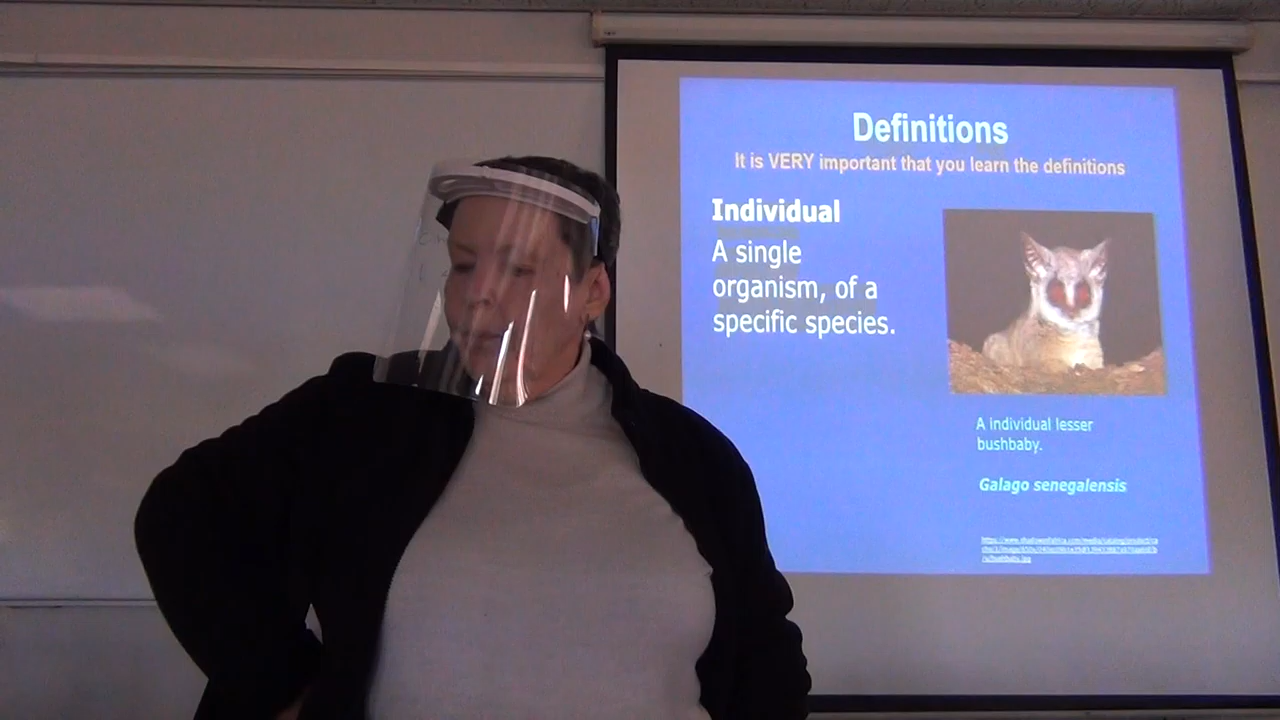 Definitions
It is VERY important that you learn the definitions
Individual
A single
organism, of a
specific species.
A individual lesser
bushbaby.
Galago senegalensis